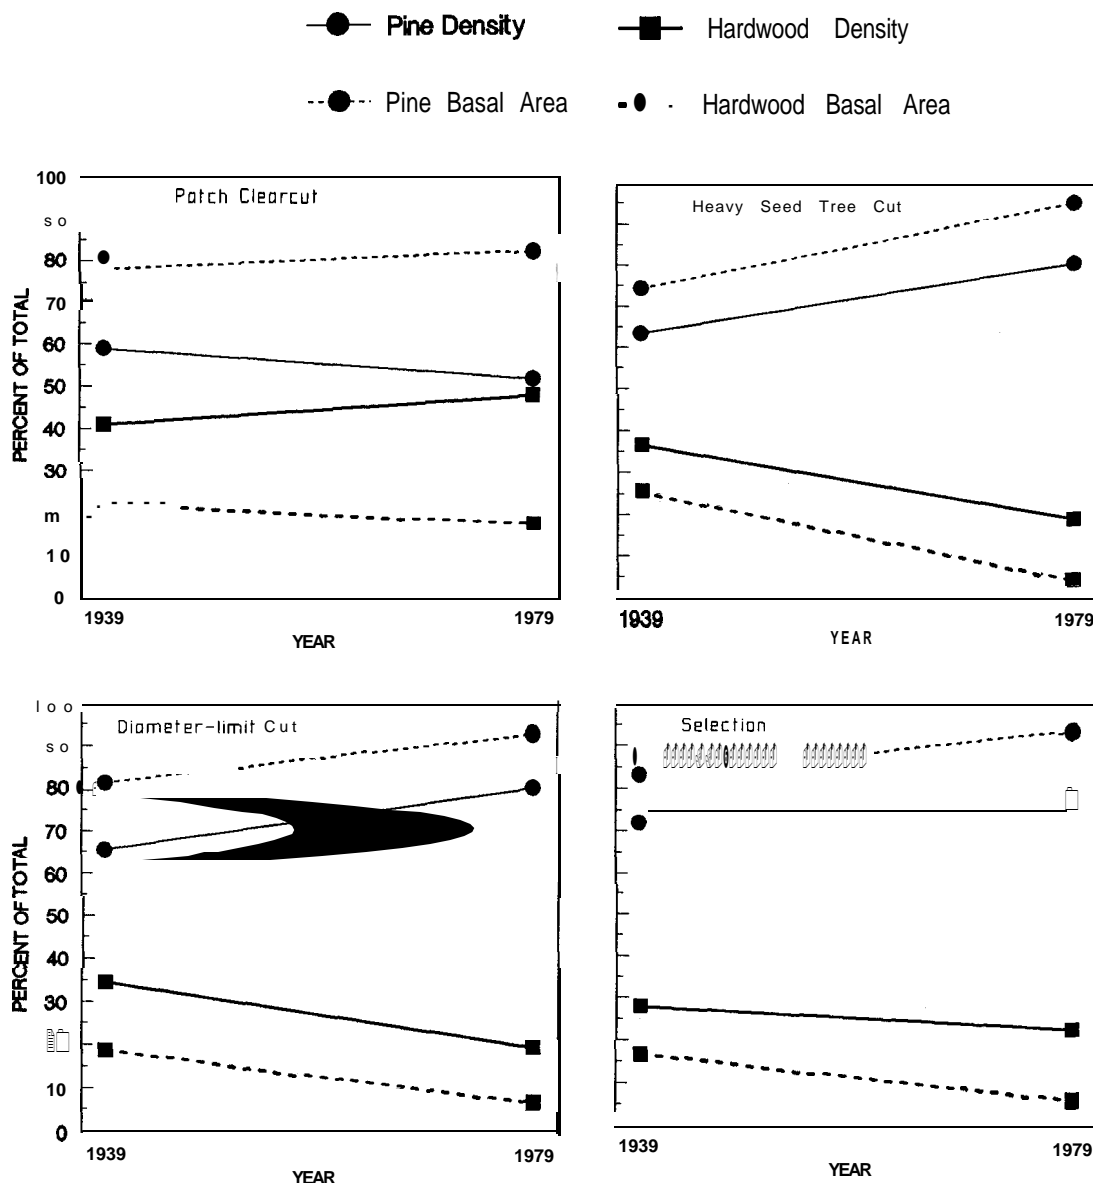 Pine Density
Hardwood Density
Pine Basal Area
Hardwood Basal Area
Patch Clearcut
100
so
80
70
60
50
40
30
m
10
0
PERCENT OF TOTAL
1939
1979
YEAR
Heavy Seed Tree Cut
1939
1979
YEAR
Diameter-limit Cut
loo
so
80
70
60
50
40
30
10
0
PERCENT OF TOTAL
1939
1979
YEAR
Selection
1939
1979
YEAR